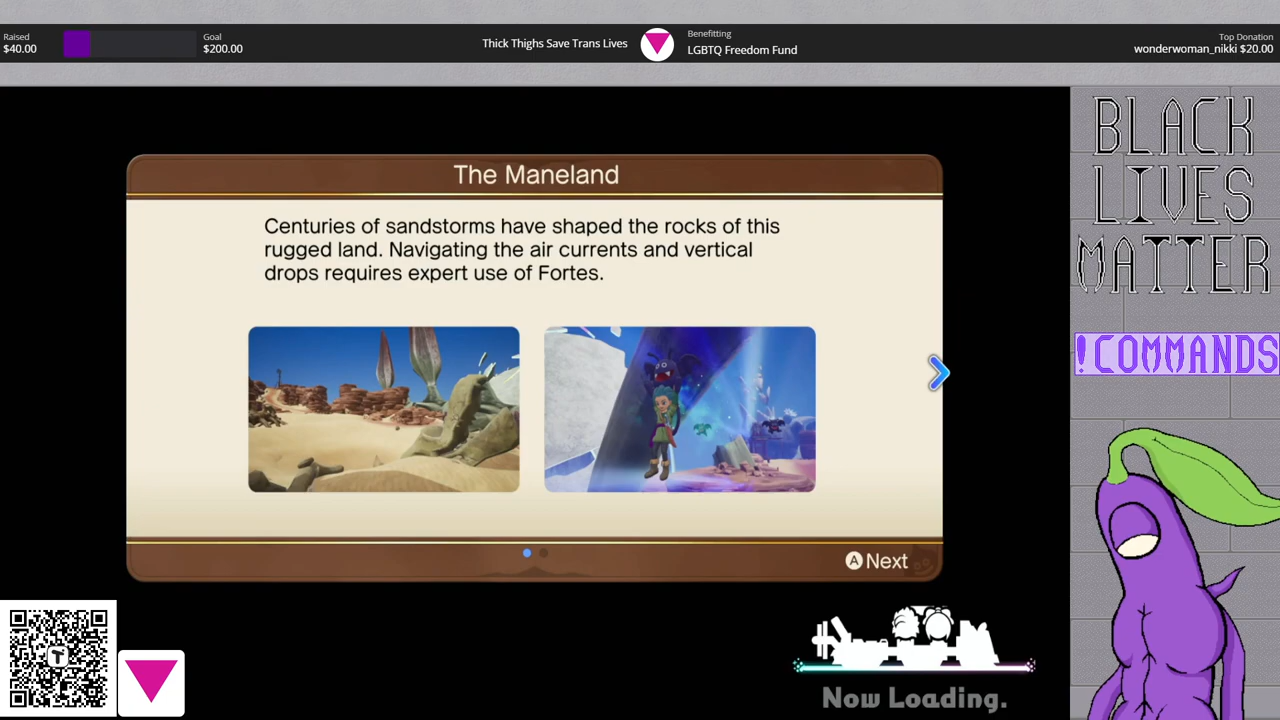 Raised
$40.00
Goal
$200.00
Thick Thighs Save Trans Lives
Benefitting
LGBTQ Freedom Fund
Top Donation
wonderwoman_nikki $20.00
The Maneland
Centuries of sandstorms have shaped the rocks of this
rugged land. Navigating the air currents and vertical
drops requires expert use of Fortes.
A Next
Now Loading.
BLACK
LIVES
MATTER
!COMMANDS
T